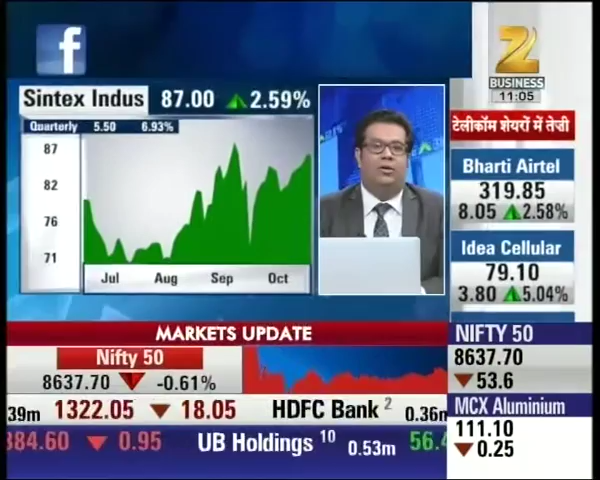 f
Z
BUSINESS
11:05
Sintex Indus 87.00 ▲ 2.59%
Quarterly 5.50 6.93%
87
82
76
71
Jul Aug Sep Oct
टेलीकॉम शेयरों में तेजी
Bharti Airtel
319.85
8.05 ▲ 2.58%
Idea Cellular
79.10
3.80 ▲ 5.04%
MARKETS UPDATE
Nifty 50
8637.70 ▼ -0.61%
NIFTY 50
8637.70
▼ 53.6
39m 1322.05 ▼ 18.05 HDFC Bank 2 0.36m
MCX Aluminium
111.10
▼ 0.25
384.60 ▼ 0.95 UB Holdings 10 0.53m 56.4